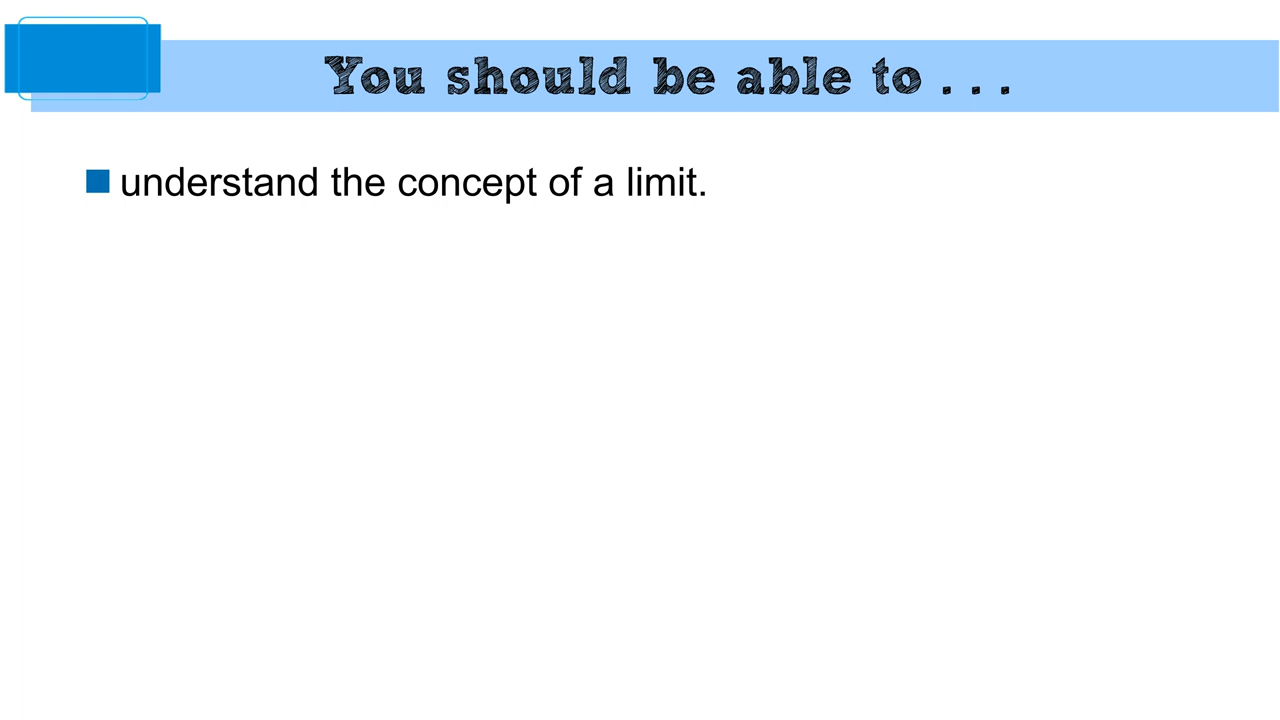 You should be able to . . .
understand the concept of a limit.